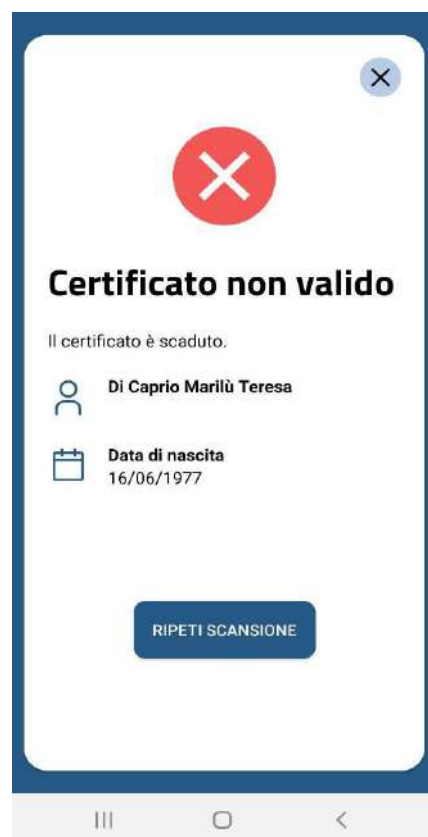 Certificato non valido
Il certificato è scaduto.
Di Caprio Marilù Teresa
Data di nascita
16/06/1977
RIPETI SCANSIONE